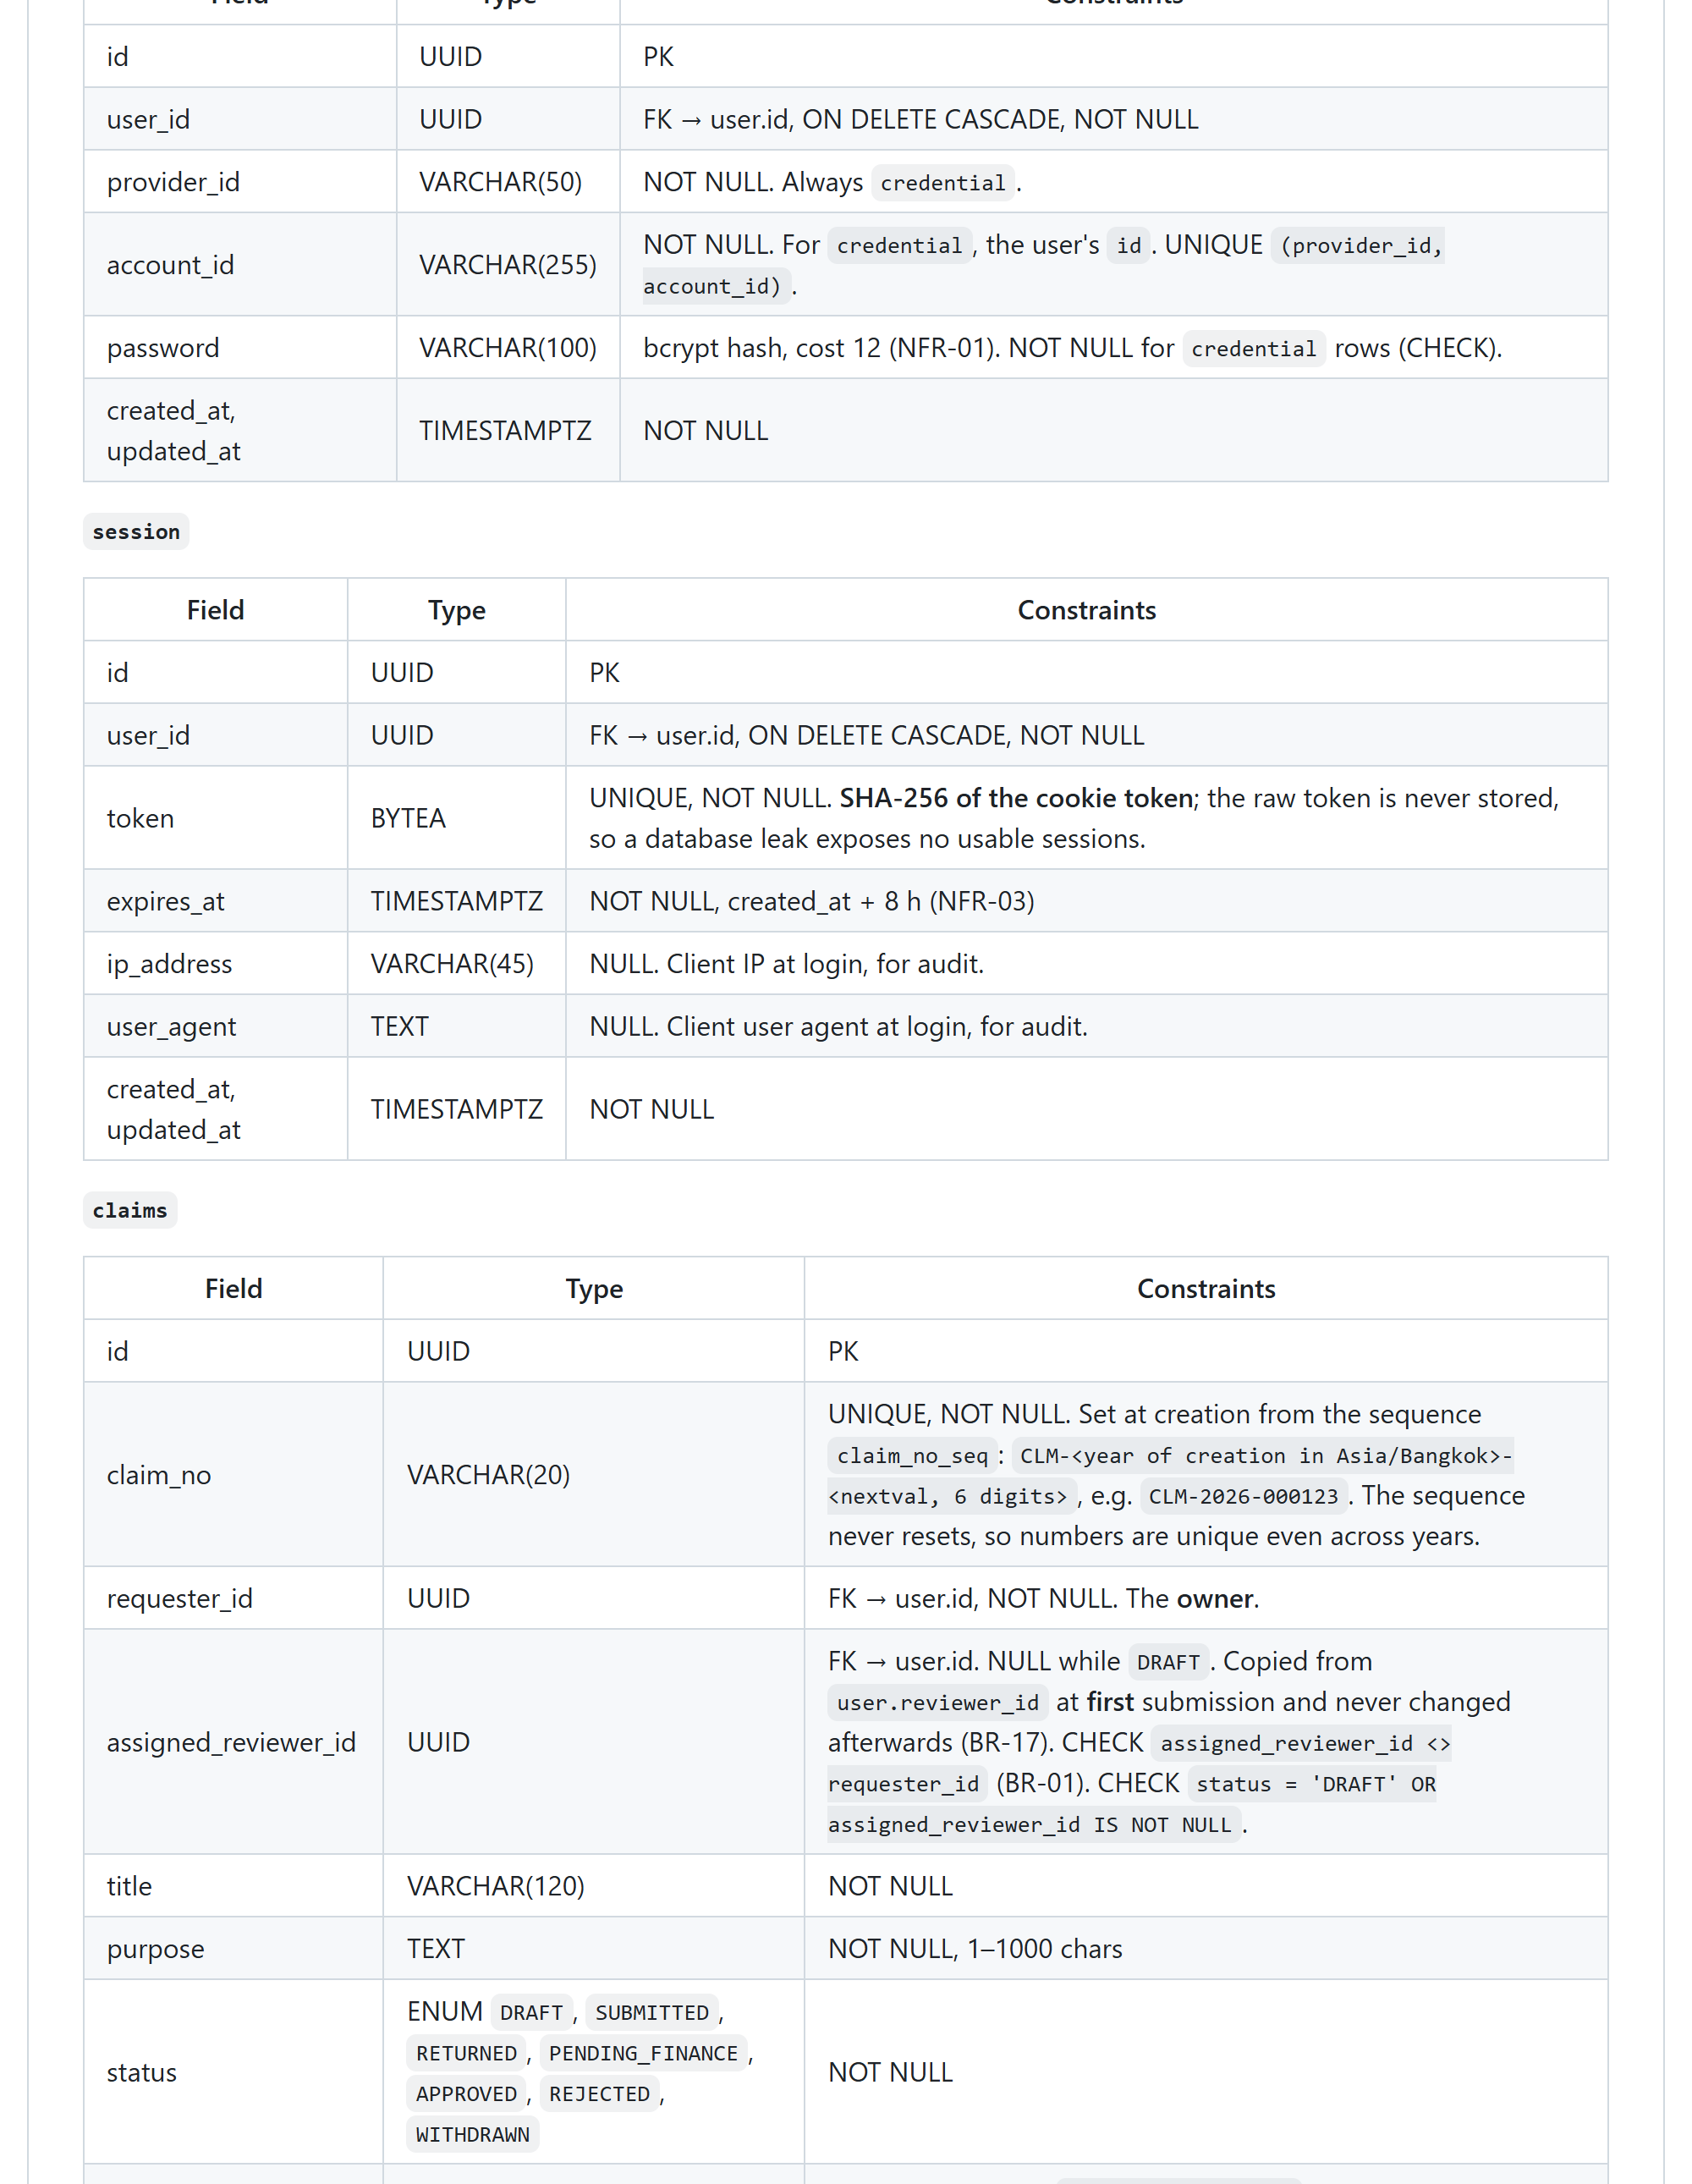 Field Type Constraints
id UUID PK
user_id UUID FK → user.id, ON DELETE CASCADE, NOT NULL
provider_id VARCHAR(50) NOT NULL. Always credential.
account_id VARCHAR(255) NOT NULL. For credential, the user's id. UNIQUE (provider_id,
account_id).
password VARCHAR(100) bcrypt hash, cost 12 (NFR-01). NOT NULL for credential rows (CHECK).
created_at,
updated_at TIMESTAMPTZ NOT NULL
session
Field Type Constraints
id UUID PK
user_id UUID FK → user.id, ON DELETE CASCADE, NOT NULL
token BYTEA UNIQUE, NOT NULL. SHA-256 of the cookie token; the raw token is never stored,
so a database leak exposes no usable sessions.
expires_at TIMESTAMPTZ NOT NULL, created_at + 8 h (NFR-03)
ip_address VARCHAR(45) NULL. Client IP at login, for audit.
user_agent TEXT NULL. Client user agent at login, for audit.
created_at,
updated_at TIMESTAMPTZ NOT NULL
claims
Field Type Constraints
id UUID PK
claim_no VARCHAR(20) UNIQUE, NOT NULL. Set at creation from the sequence
claim_no_seq: CLM-<year of creation in Asia/Bangkok>-
<nextval, 6 digits>, e.g. CLM-2026-000123. The sequence
never resets, so numbers are unique even across years.
requester_id UUID FK → user.id, NOT NULL. The owner.
assigned_reviewer_id UUID FK → user.id. NULL while DRAFT. Copied from
user.reviewer_id at first submission and never changed
afterwards (BR-17). CHECK assigned_reviewer_id <>
requester_id (BR-01). CHECK status = 'DRAFT' OR
assigned_reviewer_id IS NOT NULL.
title VARCHAR(120) NOT NULL
purpose TEXT NOT NULL, 1–1000 chars
status ENUM DRAFT, SUBMITTED,
RETURNED, PENDING_FINANCE,
APPROVED, REJECTED,
WITHDRAWN NOT NULL